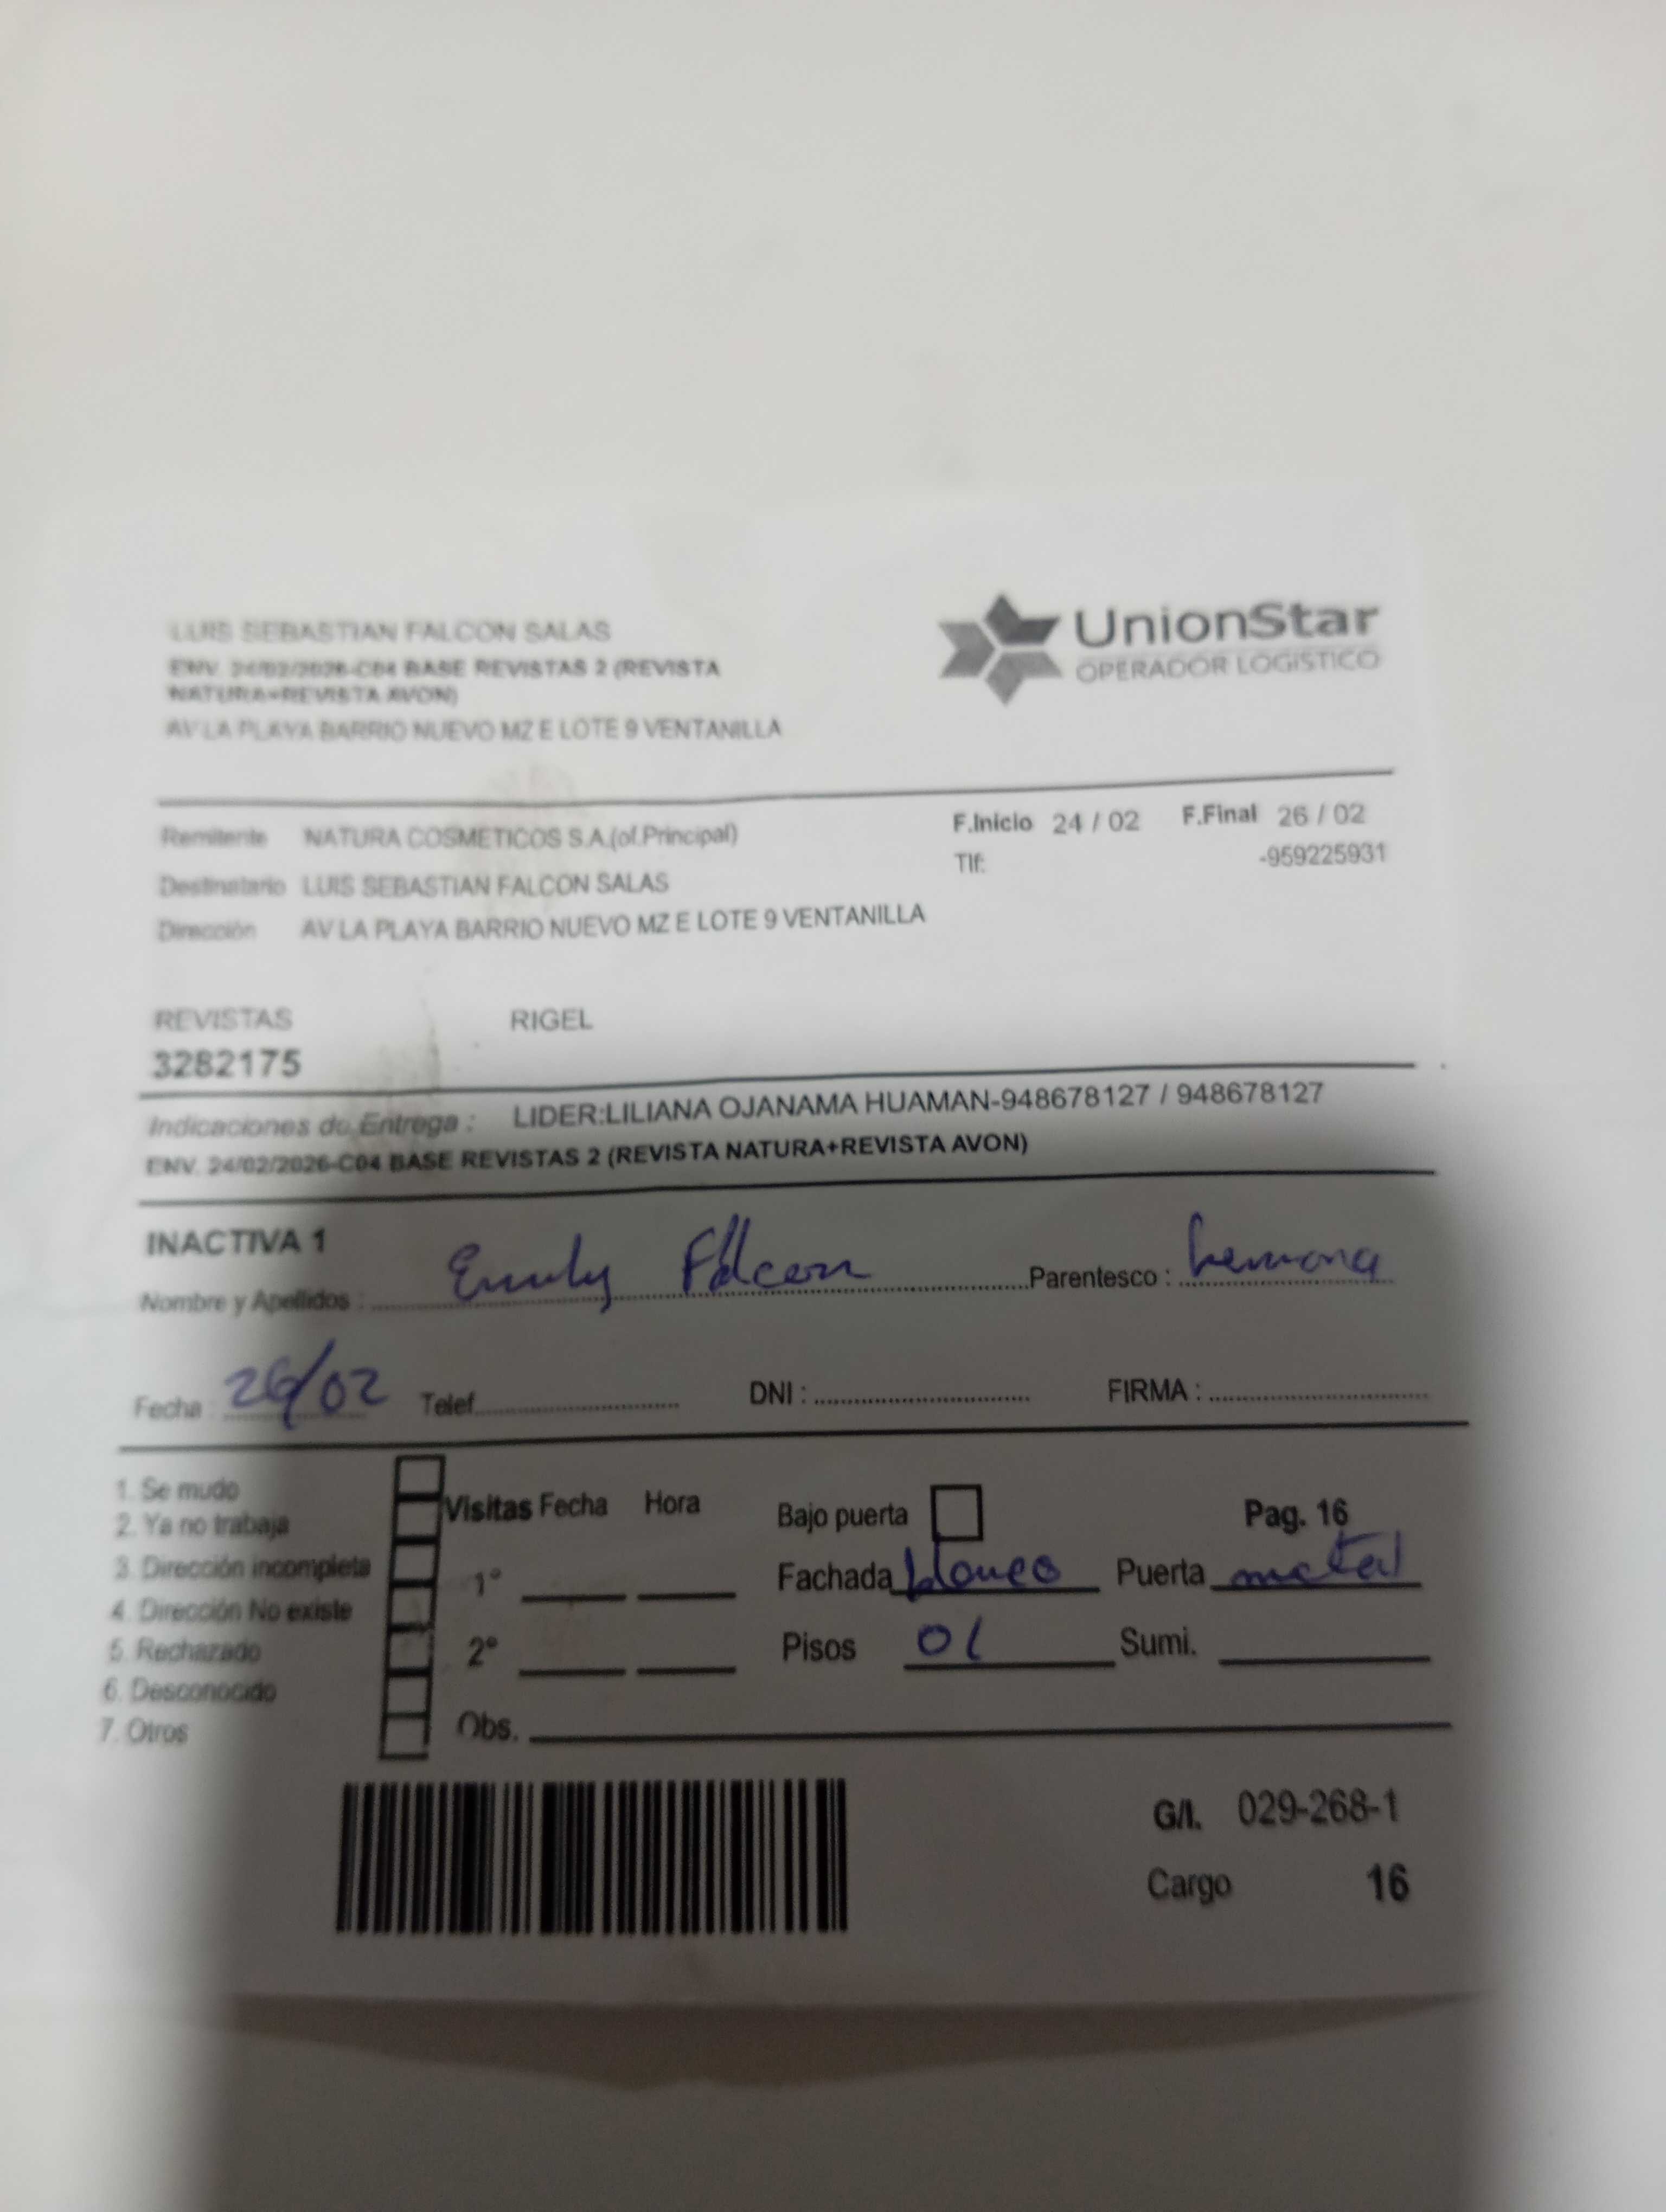 LUIS SEBASTIAN FALCON SALAS
UnionStar
OPERADOR LOGISTICO
ENV. 24/02/2026-C04 BASE REVISTAS 2 (REVISTA
NATURA+REVISTA AVON)
AV LA PLAYA BARRIO NUEVO MZ E LOTE 9 VENTANILLA
Remitente NATURA COSMETICOS S.A.(of.Principal) F.Inicio 24 / 02 F.Final 26 / 02
Destinatario LUIS SEBASTIAN FALCON SALAS Tlf: -959225931
Dirección AV LA PLAYA BARRIO NUEVO MZ E LOTE 9 VENTANILLA
REVISTAS RIGEL
3282175
Indicaciones de Entrega : LIDER:LILIANA OJANAMA HUAMAN-948678127 / 948678127
ENV. 24/02/2026-C04 BASE REVISTAS 2 (REVISTA NATURA+REVISTA AVON)
INACTIVA 1
Nombre y Apellidos : Emily Falcon Parentesco : hermana
Fecha 26/02 Telef. DNI : FIRMA :
1. Se mudo
2. Ya no trabaja
3. Dirección incompleta
4. Dirección No existe
5. Rechazado
6. Desconocido
7. Otros
Visitas Fecha Hora
1°
2°
Bajo puerta Pag. 16
Fachada blanco Puerta metal
Pisos 01 Sumi.
Obs.
G/I. 029-268-1
Cargo 16